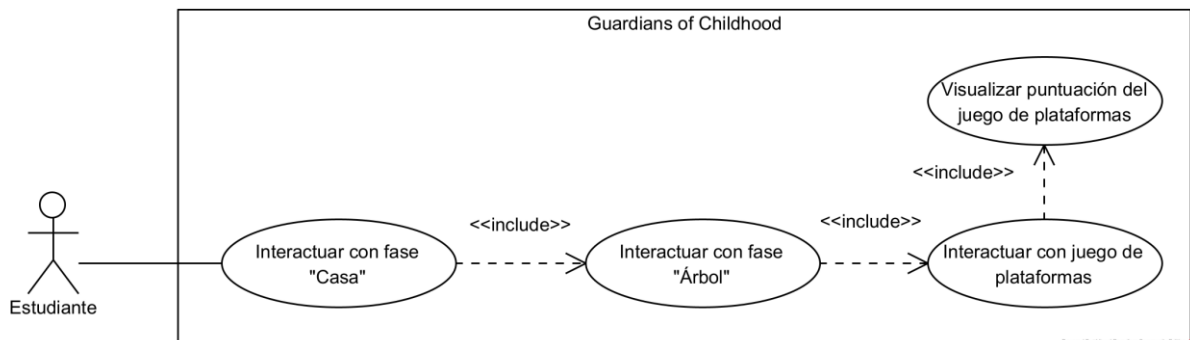 Guardians of Childhood
Visualizar puntuación del
juego de plataformas
<<include>>
<<include>>
<<include>>
Interactuar con fase
"Casa"
Interactuar con fase
"Árbol"
Interactuar con juego de
plataformas
Estudiante